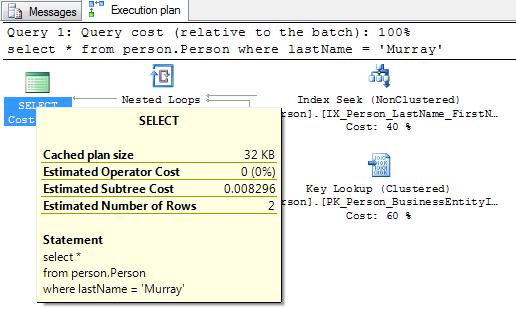 Messages Execution plan
Query 1: Query cost (relative to the batch): 100%
select * from person.Person where lastName = 'Murray'
SELECT
Cost
Nested Loops
Index Seek (NonClustered)
rson].[IX_Person_LastName_FirstN…
Cost: 40 %
Key Lookup (Clustered)
rson].[PK_Person_BusinessEntityI…
Cost: 60 %
SELECT
Cached plan size 32 KB
Estimated Operator Cost 0 (0%)
Estimated Subtree Cost 0.008296
Estimated Number of Rows 2
Statement
select *
from person.Person
where lastName = 'Murray'